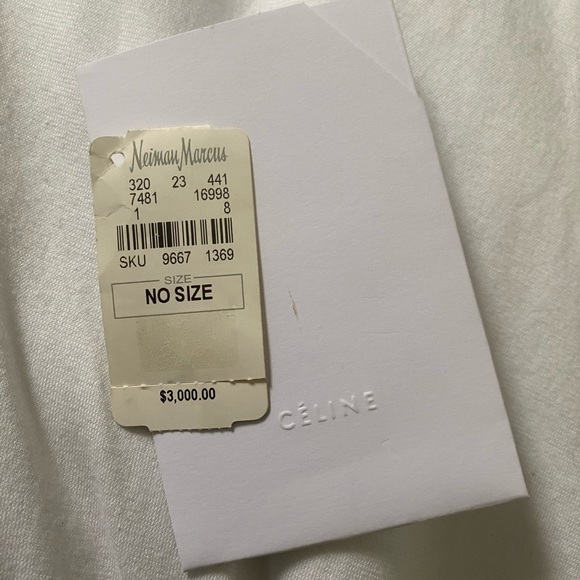 Neiman Marcus
320 23 441
7481 16998
1 8
SKU 9667 1369
SIZE
NO SIZE
$3,000.00
CÉLINE